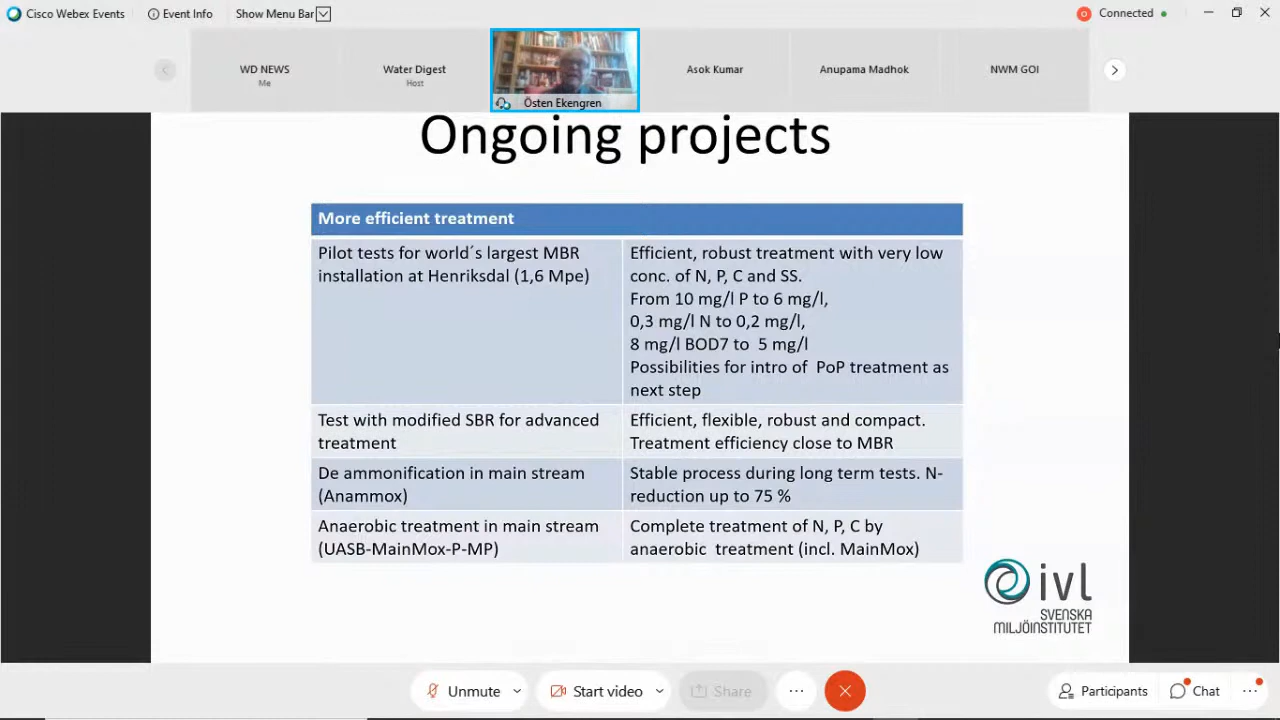 Cisco Webex Events
Event Info
Show Menu Bar
Connected
WD NEWS
Me
Water Digest
Host
Östen Ekengren
Asok Kumar
Anupama Madhok
NWM GOI
Ongoing projects
More efficient treatment
Pilot tests for world´s largest MBR
installation at Henriksdal (1,6 Mpe)
Efficient, robust treatment with very low
conc. of N, P, C and SS.
From 10 mg/l P to 6 mg/l,
0,3 mg/l N to 0,2 mg/l,
8 mg/l BOD7 to 5 mg/l
Possibilities for intro of PoP treatment as
next step
Test with modified SBR for advanced
treatment
Efficient, flexible, robust and compact.
Treatment efficiency close to MBR
De ammonification in main stream
(Anammox)
Stable process during long term tests. N-
reduction up to 75 %
Anaerobic treatment in main stream
(UASB-MainMox-P-MP)
Complete treatment of N, P, C by
anaerobic treatment (incl. MainMox)
ivl
SVENSKA
MILJÖINSTITUTET
Unmute
Start video
Share
Participants
Chat